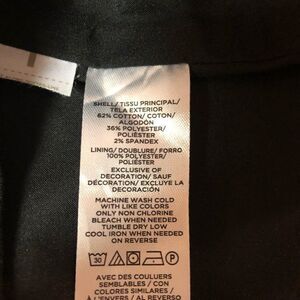 SHELL/ TISSU PRINCIPAL/
TELA EXTERIOR
62% COTTON/ COTON/
ALGODÓN
36% POLYESTER/
POLIÉSTER
2% SPANDEX
LINING/ DOUBLURE/ FORRO
100% POLYESTER/
POLIÉSTER
EXCLUSIVE OF
DECORATION/ SAUF
DÉCORATION/ EXCLUYE LA
DECORACIÓN
MACHINE WASH COLD
WITH LIKE COLORS
ONLY NON CHLORINE
BLEACH WHEN NEEDED
TUMBLE DRY LOW
COOL IRON WHEN NEEDED
ON REVERSE
30 P
AVEC DES COULEURS
SEMBLABLES / CON
COLORES SIMILARES /
À L'ENVERS / AL REVERSO